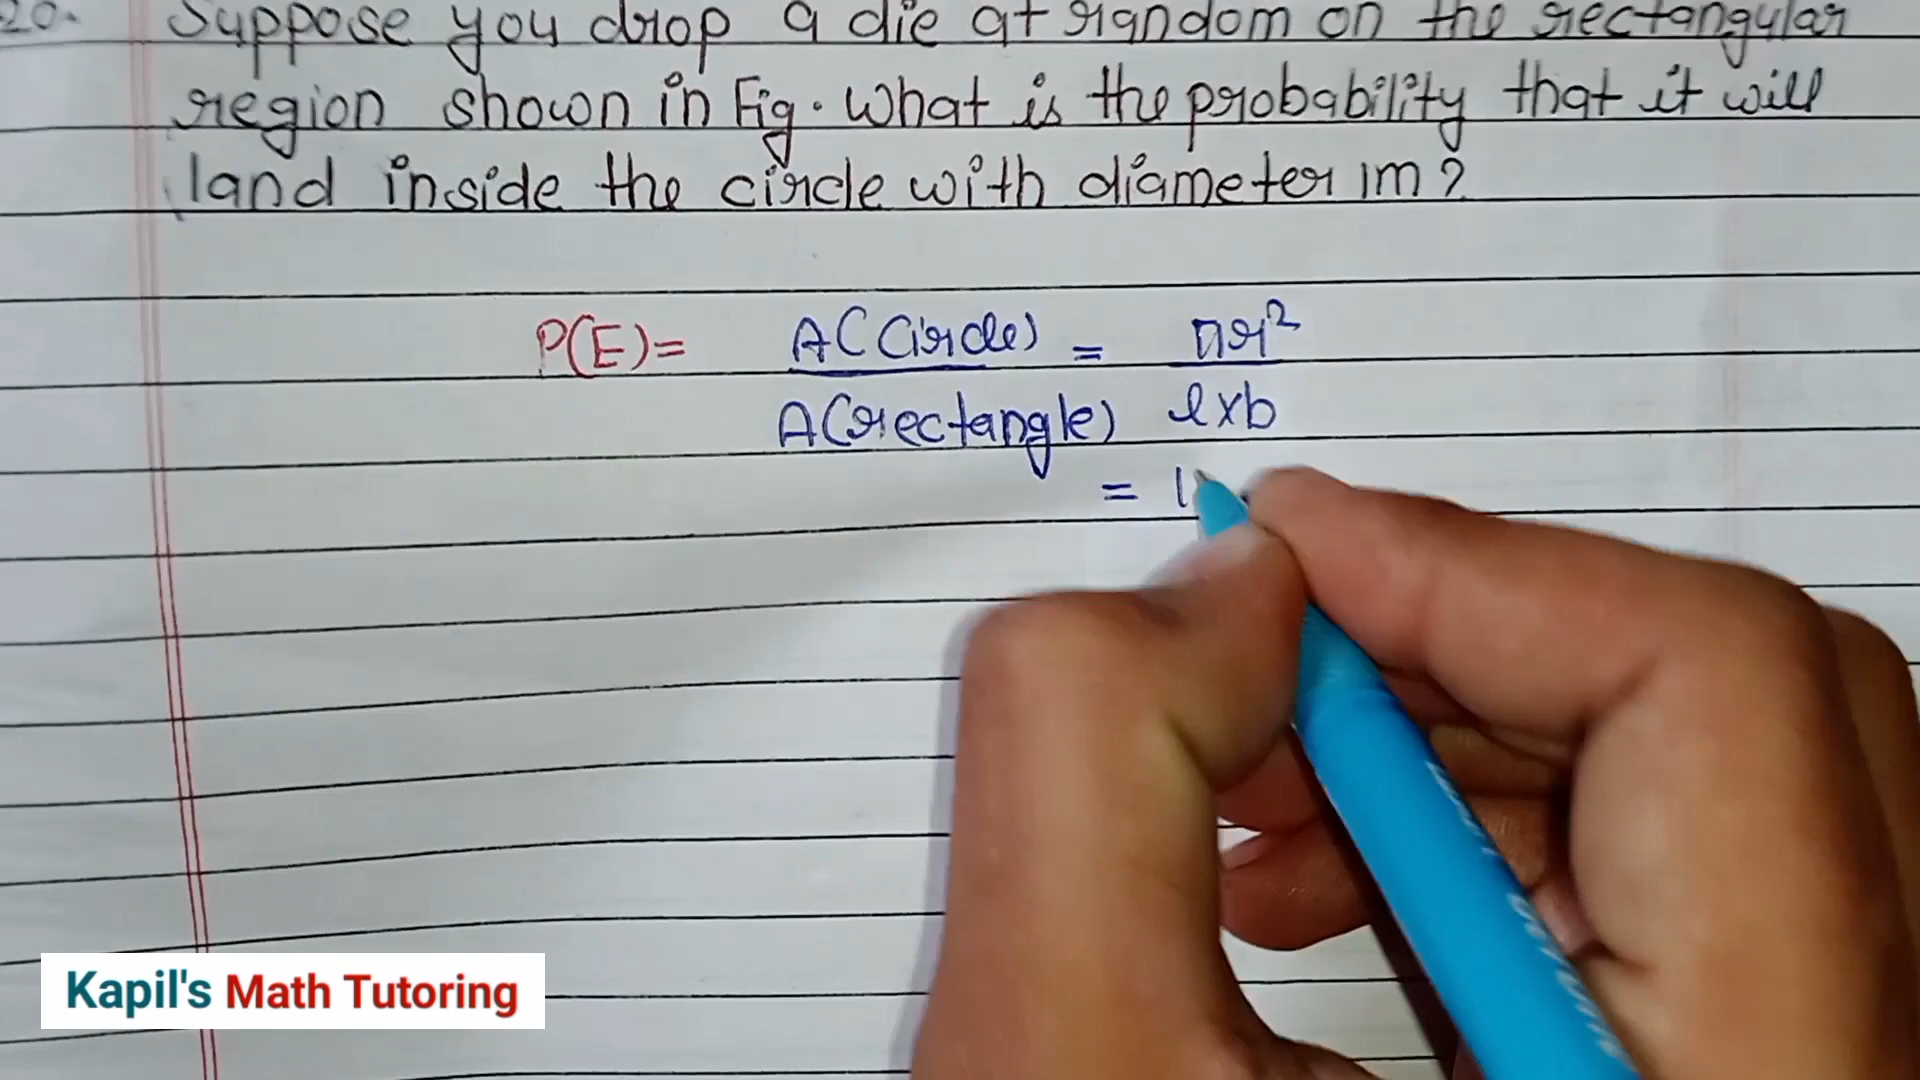 20. Suppose you drop a die at random on the rectangular
region shown in Fig. What is the probability that it will
land inside the circle with diameter 1m?
P(E) = A(Circle) = πr²
A(rectangle) l×b
= 1
Kapil's Math Tutoring